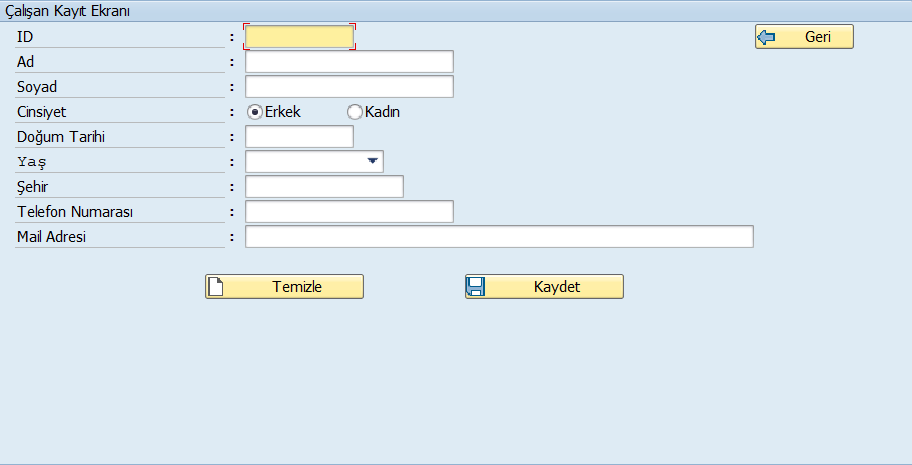 Çalışan Kayıt Ekranı
ID :
Geri
Ad :
Soyad :
Cinsiyet : Erkek Kadın
Doğum Tarihi :
Yaş :
Şehir :
Telefon Numarası :
Mail Adresi :
Temizle Kaydet